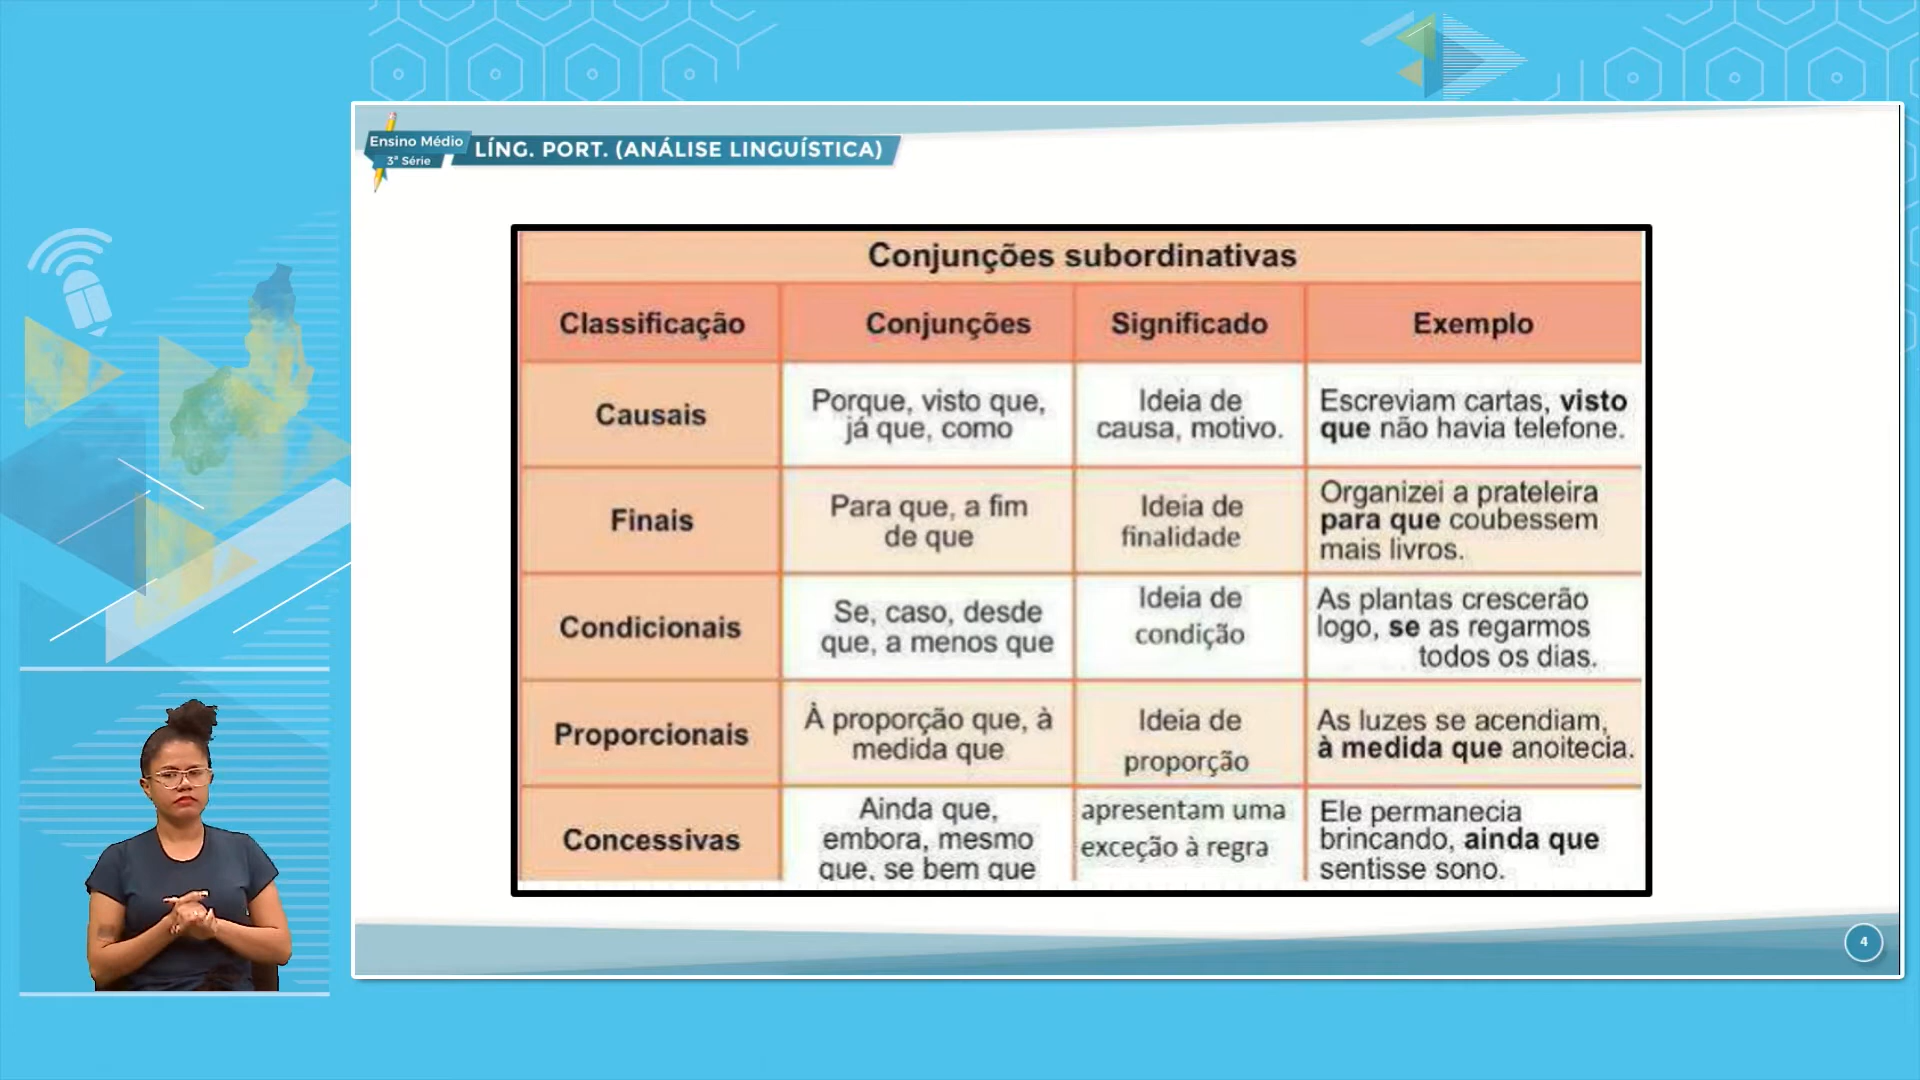 Ensino Médio
3ª Série
LÍNG. PORT. (ANÁLISE LINGUÍSTICA)
Conjunções subordinativas
Classificação
Conjunções
Significado
Exemplo
Causais
Porque, visto que,
já que, como
Ideia de
causa, motivo.
Escreviam cartas, visto
que não havia telefone.
Finais
Para que, a fim
de que
Ideia de
finalidade
Organizei a prateleira
para que coubessem
mais livros.
Condicionais
Se, caso, desde
que, a menos que
Ideia de
condição
As plantas crescerão
logo, se as regarmos
todos os dias.
Proporcionais
À proporção que, à
medida que
Ideia de
proporção
As luzes se acendiam,
à medida que anoitecia.
Concessivas
Ainda que,
embora, mesmo
que, se bem que
apresentam uma
exceção à regra
Ele permanecia
brincando, ainda que
sentisse sono.
4